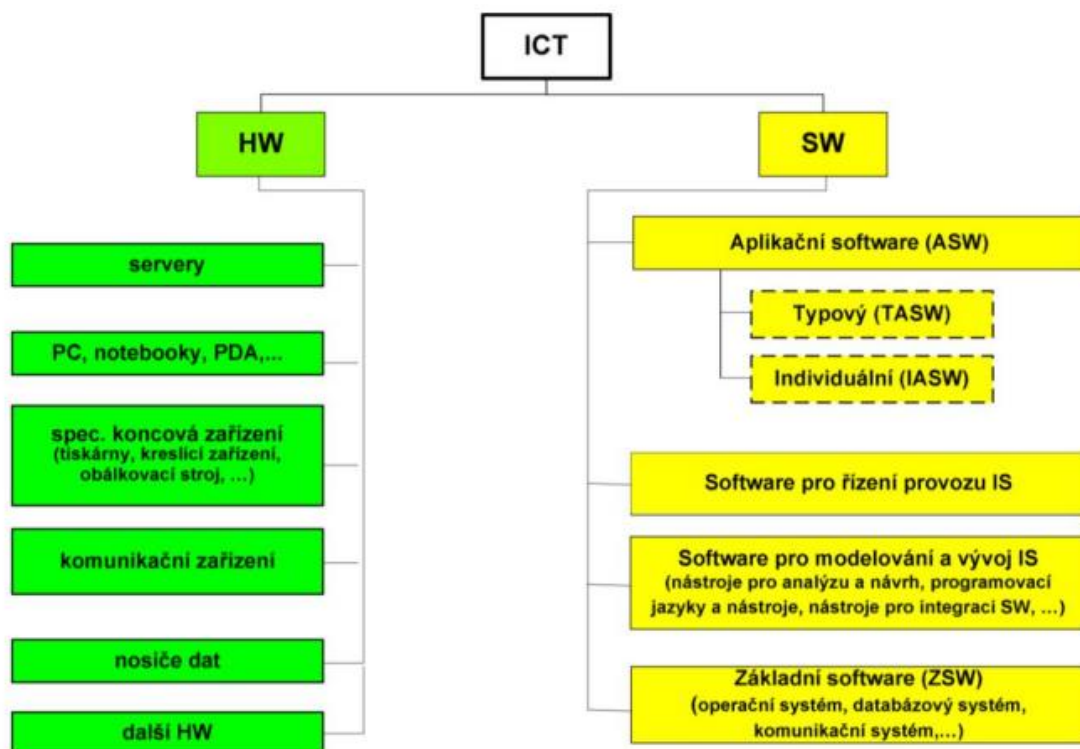 ICT
HW
servery
PC, notebooky, PDA,...
spec. koncová zařízení
(tiskárny, kreslicí zařízení,
obálkovací stroj, ...)
komunikační zařízení
nosiče dat
další HW
SW
Aplikační software (ASW)
Typový (TASW)
Individuální (IASW)
Software pro řízení provozu IS
Software pro modelování a vývoj IS
(nástroje pro analýzu a návrh, programovací
jazyky a nástroje, nástroje pro integraci SW, ...)
Základní software (ZSW)
(operační systém, databázový systém,
komunikační systém,...)